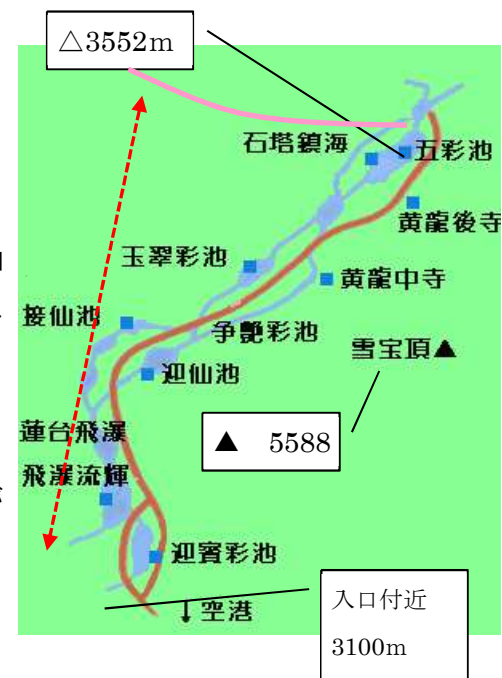 △3552m
石塔鎮海
五彩池
黄龍後寺
玉翠彩池
黄龍中寺
接仙池
争艶彩池
雪宝頂▲
迎仙池
蓮台飛瀑
▲ 5588
飛瀑流輝
迎賓彩池
↓空港
入口付近
3100m